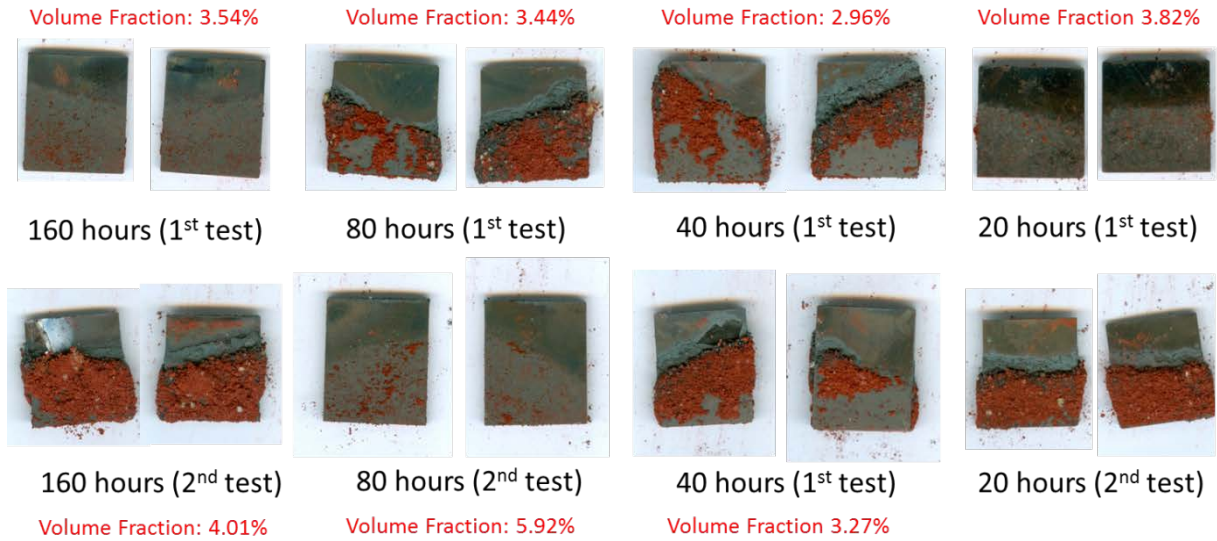 Volume Fraction: 3.54%
Volume Fraction: 3.44%
Volume Fraction: 2.96%
Volume Fraction 3.82%
160 hours (1st test)
80 hours (1st test)
40 hours (1st test)
20 hours (1st test)
160 hours (2nd test)
80 hours (2nd test)
40 hours (1st test)
20 hours (2nd test)
Volume Fraction: 4.01%
Volume Fraction: 5.92%
Volume Fraction 3.27%